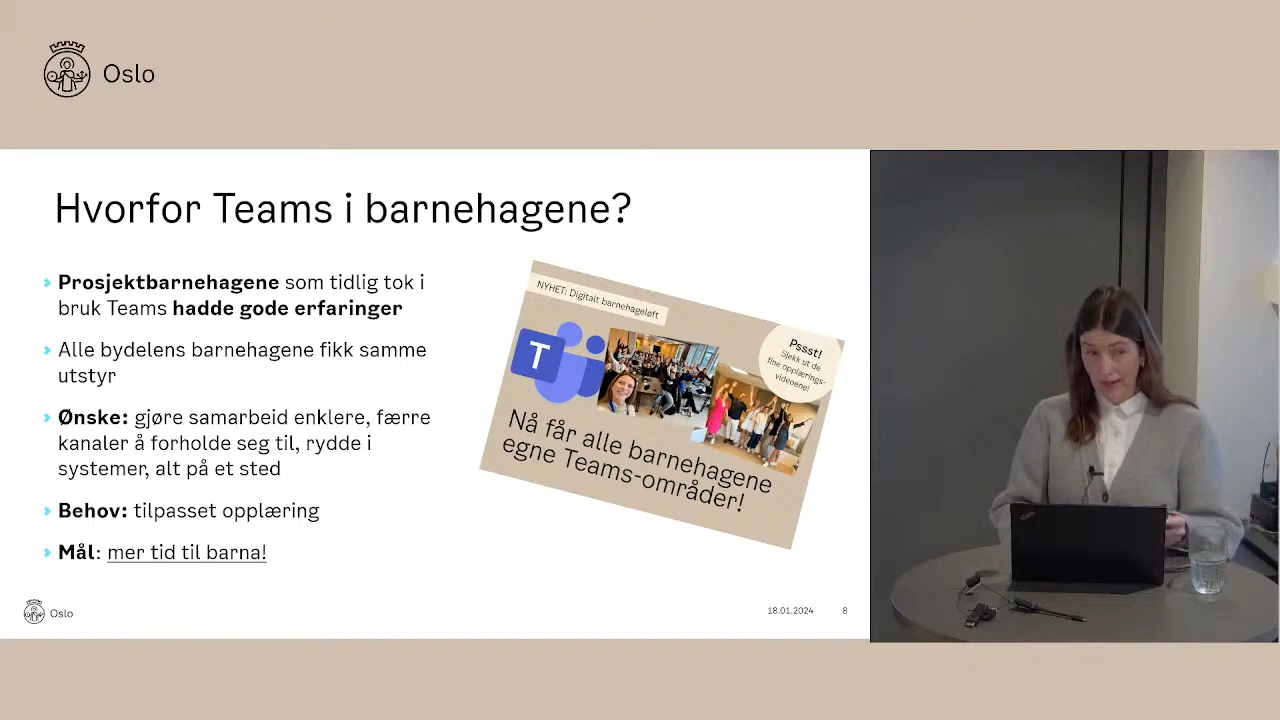 Oslo
Hvorfor Teams i barnehagene?
Prosjektbarnehagene som tidlig tok i
bruk Teams hadde gode erfaringer
Alle bydelens barnehagene fikk samme
utstyr
Ønske: gjøre samarbeid enklere, færre
kanaler å forholde seg til, rydde i
systemer, alt på et sted
Behov: tilpasset opplæring
Mål: mer tid til barna!
NYHET: Digitalt barnehageløft
T
Pssst!
Sjekk ut de
fine opplærings-
videoene!
Nå får alle barnehagene
egne Teams-områder!
Oslo
18.01.2024
8